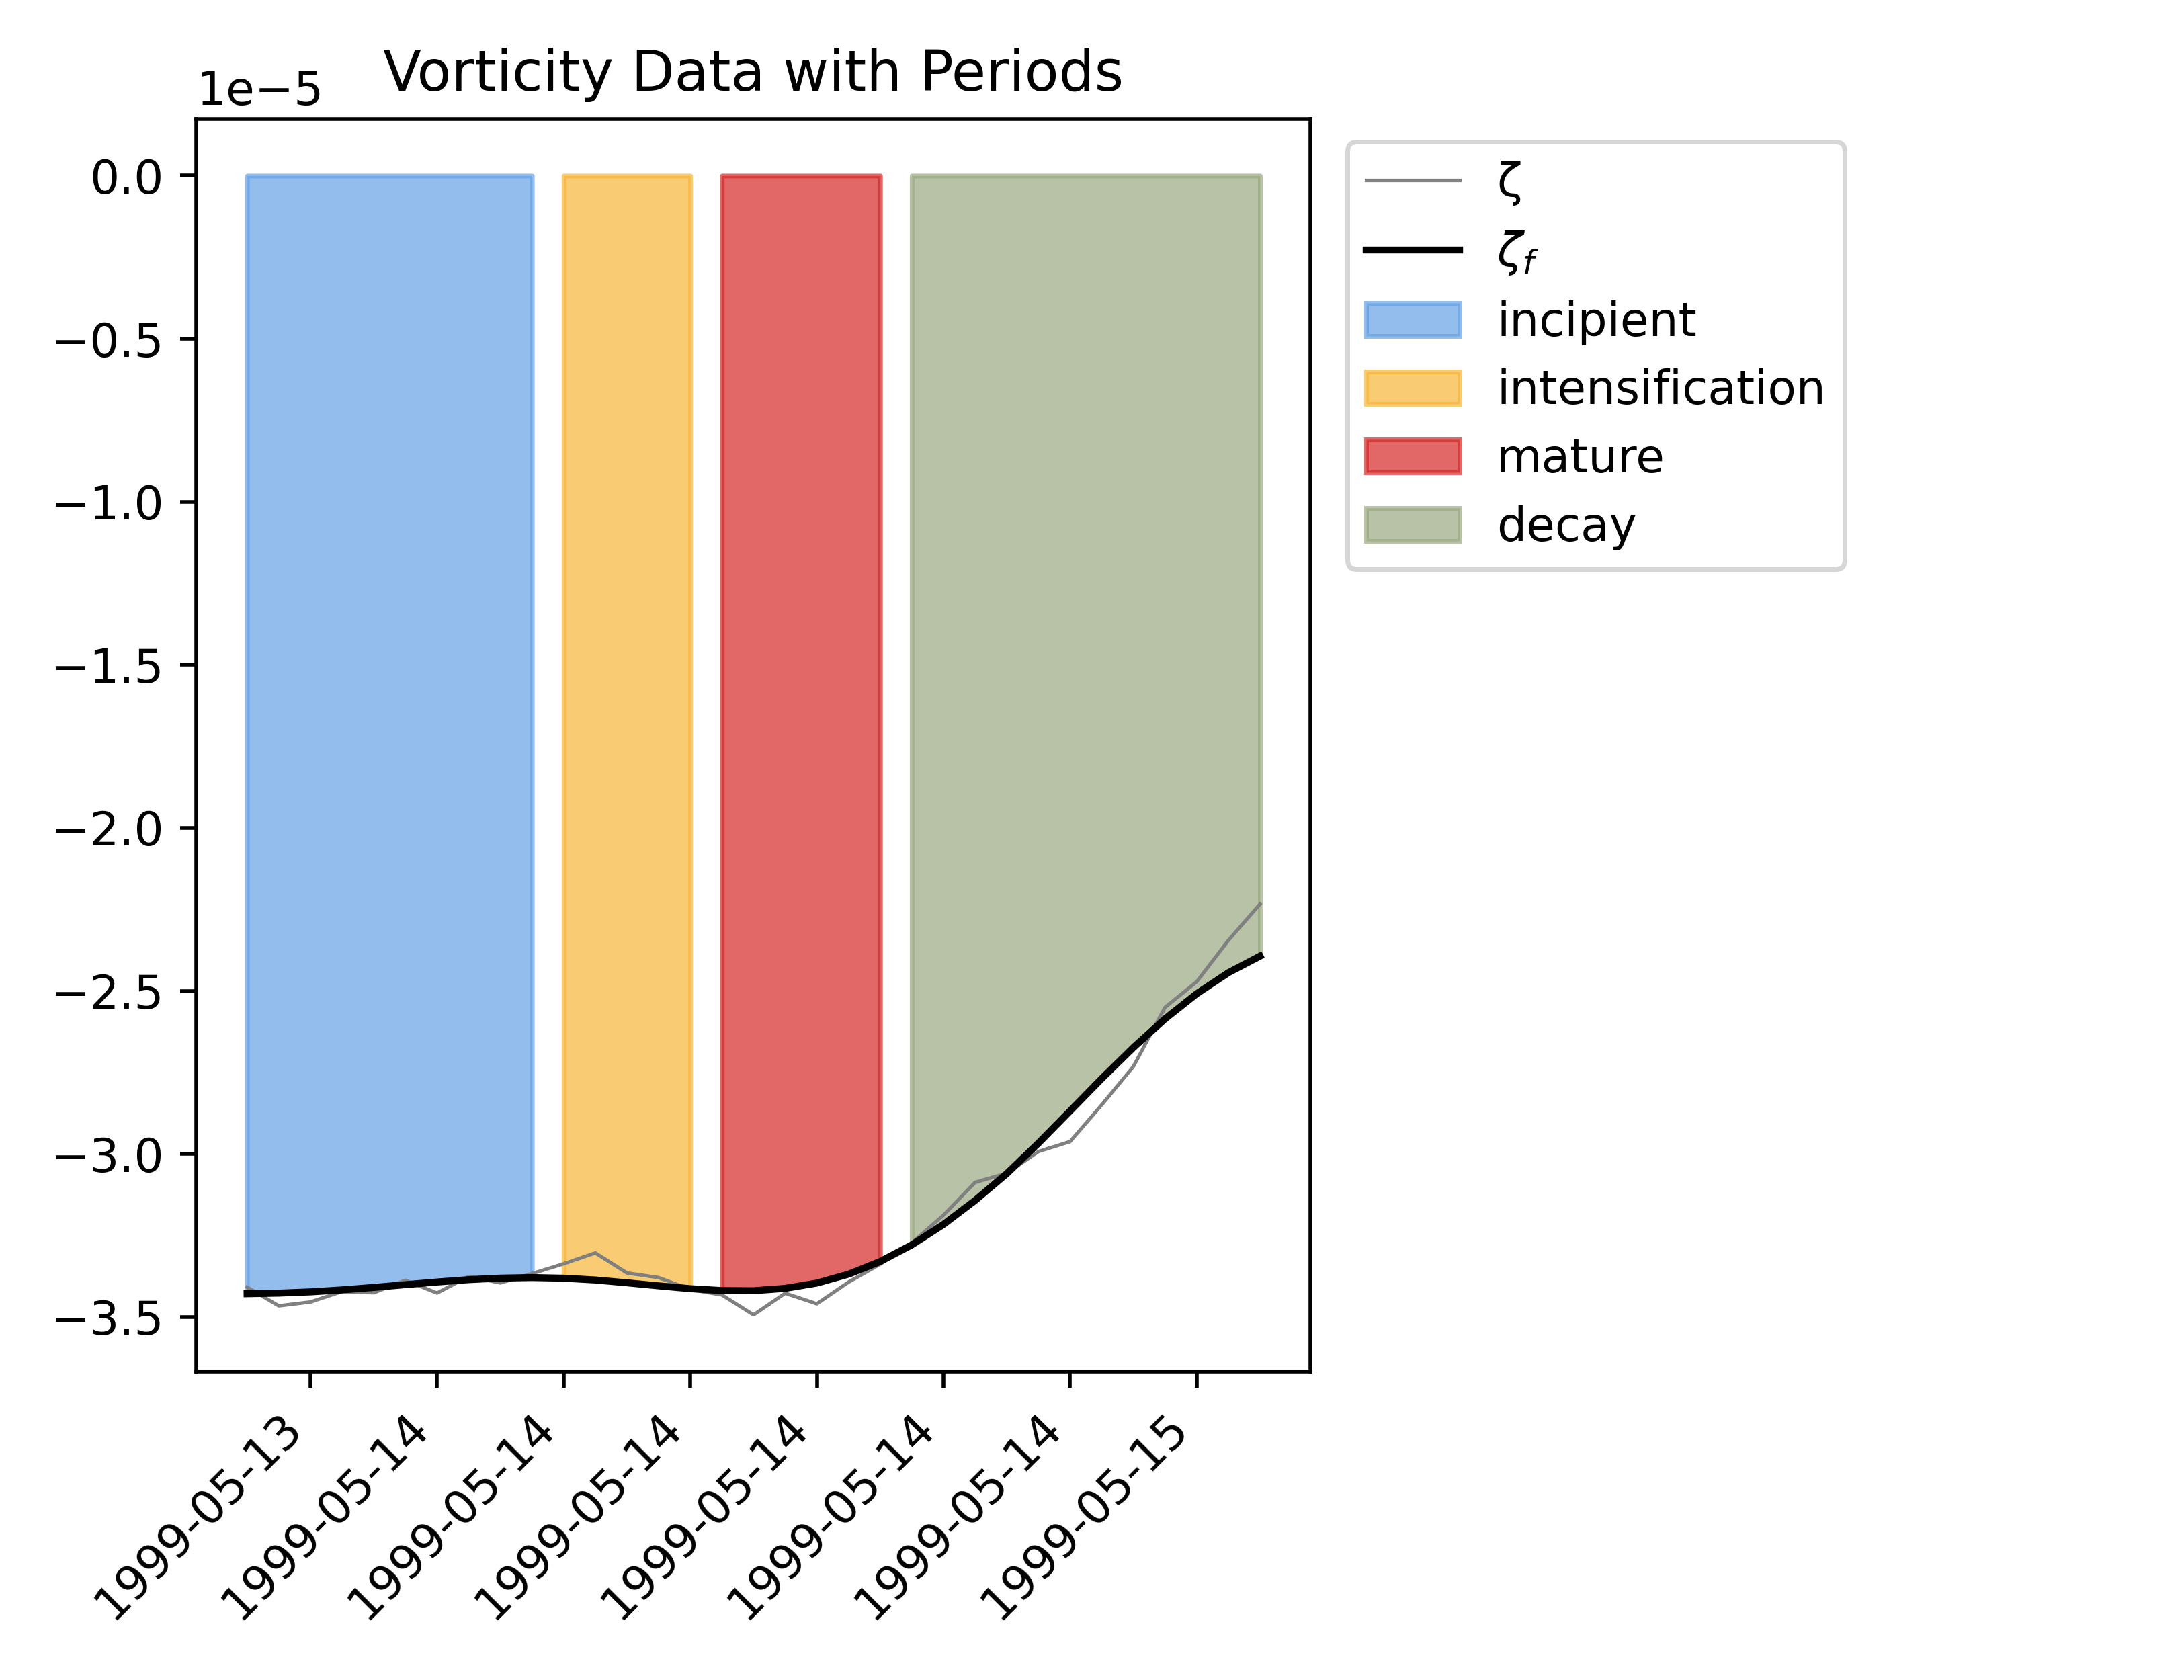 Vorticity Data with Periods
1e−5
0.0
−0.5
−1.0
−1.5
−2.0
−2.5
−3.0
−3.5
1999-05-13
1999-05-14
1999-05-14
1999-05-14
1999-05-14
1999-05-14
1999-05-14
1999-05-15
ζ
ζf
incipient
intensification
mature
decay